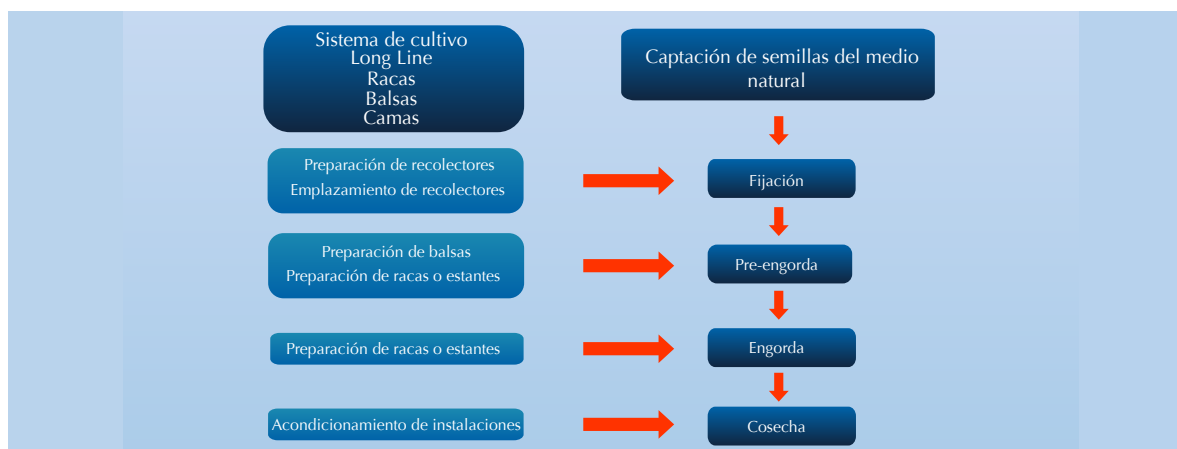 Sistema de cultivo
Long Line
Racas
Balsas
Camas
Captación de semillas del medio
natural
Preparación de recolectores
Emplazamiento de recolectores
Fijación
Preparación de balsas
Preparación de racas o estantes
Pre-engorda
Preparación de racas o estantes
Engorda
Acondicionamiento de instalaciones
Cosecha